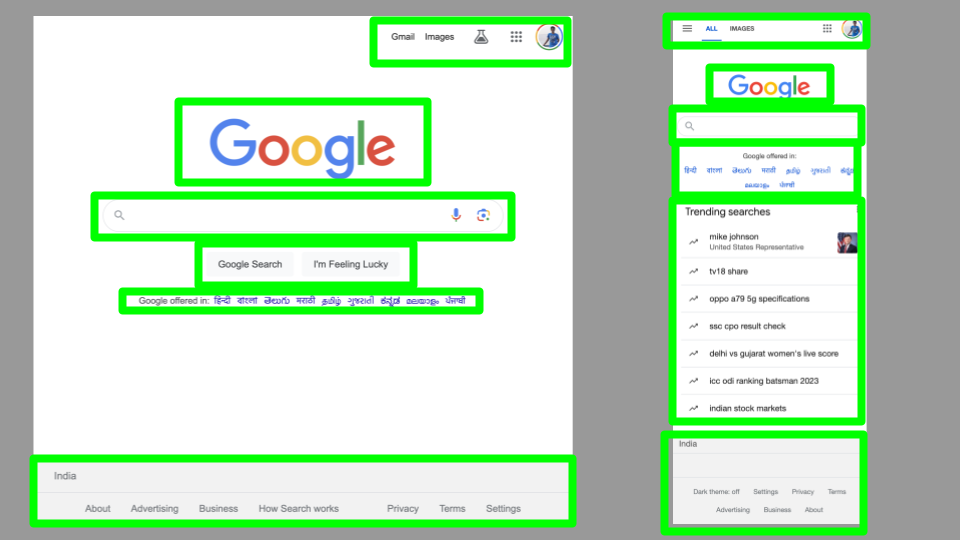 Gmail Images
Google
Google Search I'm Feeling Lucky
Google offered in: हिन्दी বাংলা తెలుగు मराठी தமிழ் ગુજરાતી ಕನ್ನಡ മലയാളം ਪੰਜਾਬੀ
India
About Advertising Business How Search works Privacy Terms Settings
ALL IMAGES
Google
Google offered in:
हिन्दी বাংলা తెలుగు मराठी தமிழ் ગુજરાતી ಕನ್ನಡ
മലയാളം ਪੰਜਾਬੀ
Trending searches
mike johnson
United States Representative
tv18 share
oppo a79 5g specifications
ssc cpo result check
delhi vs gujarat women's live score
icc odi ranking batsman 2023
indian stock markets
India
Dark theme: off Settings Privacy Terms
Advertising Business About